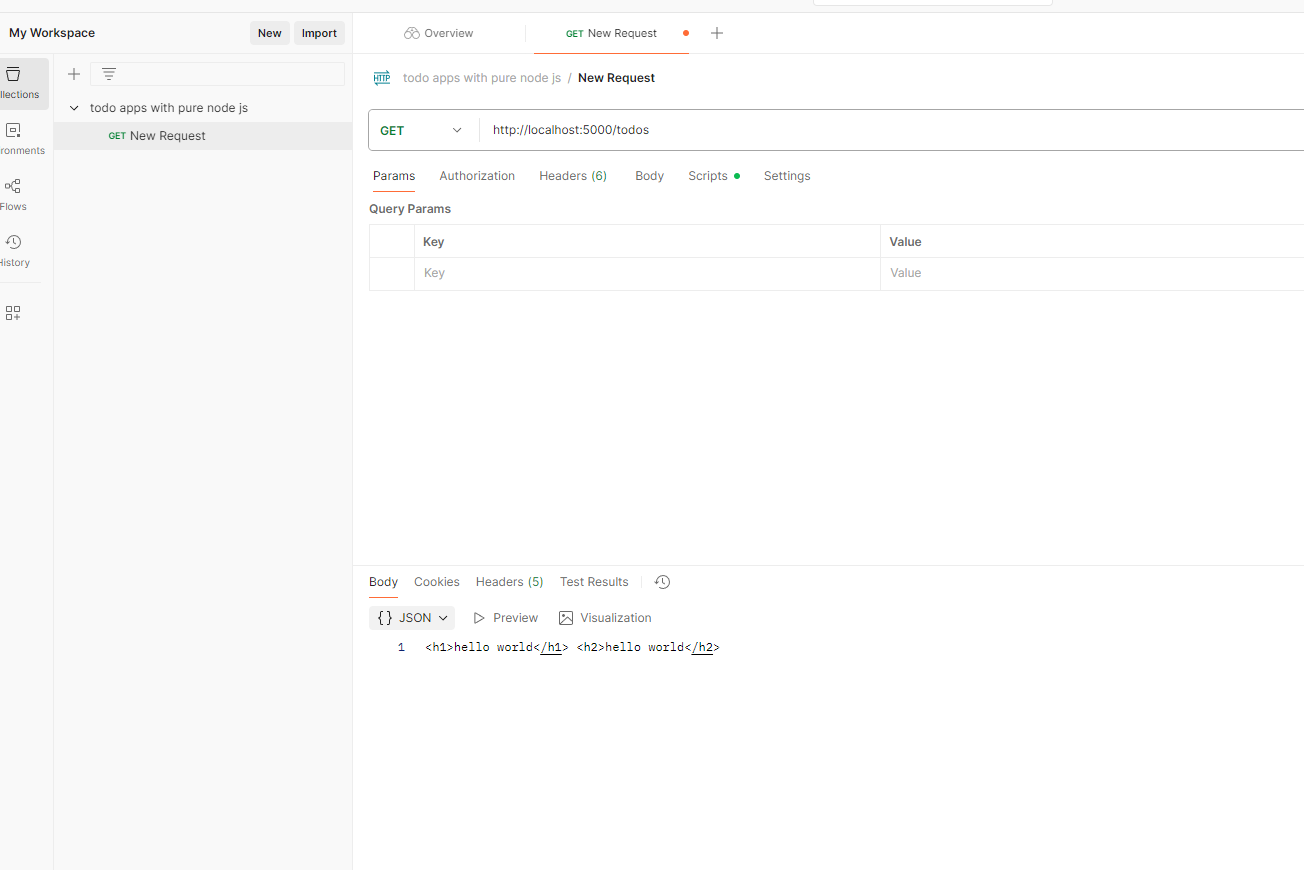 My Workspace
New
Import
Overview
GET New Request
llections
ronments
Flows
History
todo apps with pure node js
GET New Request
HTTP
todo apps with pure node js / New Request
GET
http://localhost:5000/todos
Params
Authorization
Headers (6)
Body
Scripts
Settings
Query Params
Key
Value
Key
Value
Body
Cookies
Headers (5)
Test Results
{} JSON
Preview
Visualization
1 <h1>hello world</h1> <h2>hello world</h2>